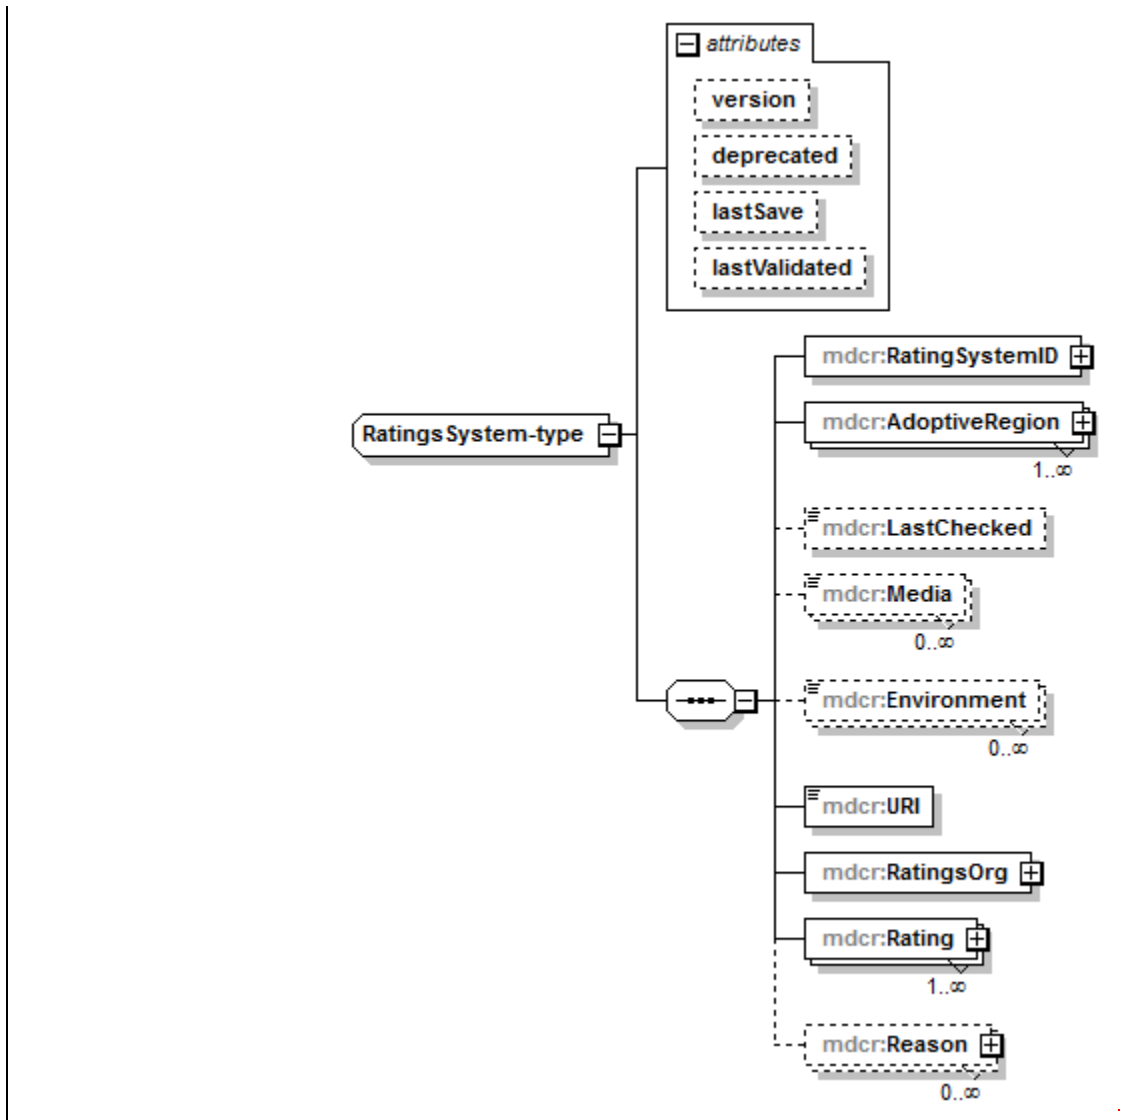 attributes
version
deprecated
lastSave
lastValidated
RatingsSystem-type
mdcr:RatingSystemID
mdcr:AdoptiveRegion
1..∞
mdcr:LastChecked
mdcr:Media
0..∞
mdcr:Environment
0..∞
mdcr:URI
mdcr:RatingsOrg
mdcr:Rating
1..∞
mdcr:Reason
0..∞